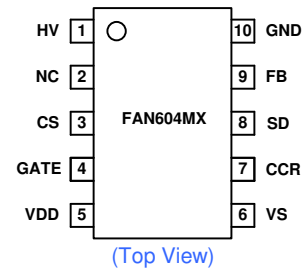 HV 1 10 GND
NC 2 9 FB
CS 3 FAN604MX 8 SD
GATE 4 7 CCR
VDD 5 6 VS
(Top View)